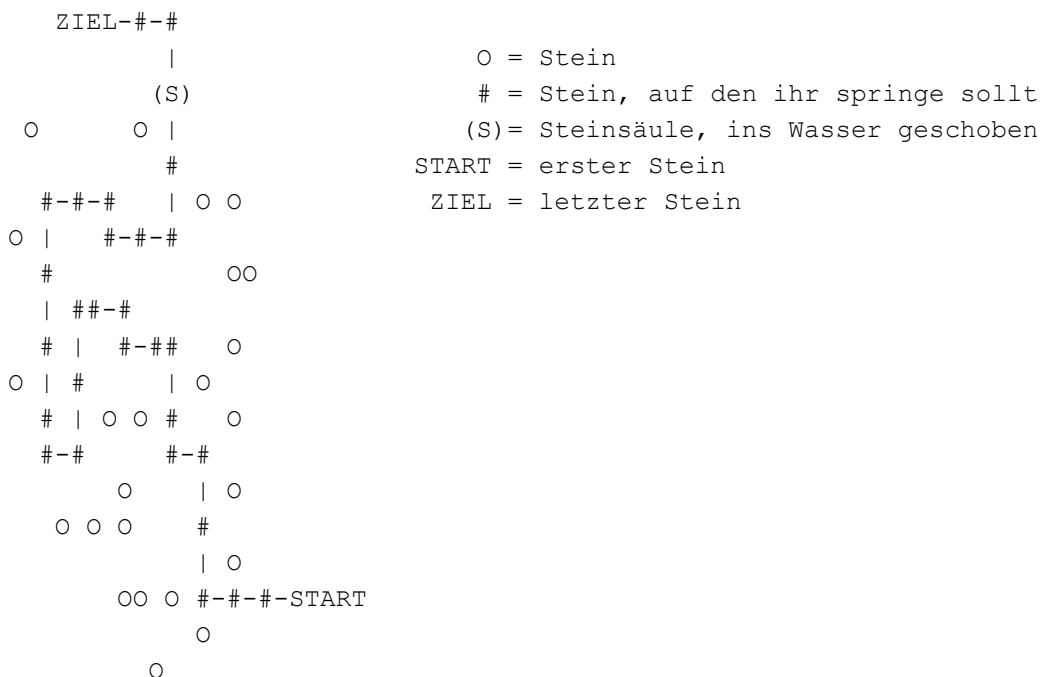 ZIEL-#-#
          |                   O = Stein
         (S)                  # = Stein, auf den ihr springe sollt
 O       O |                 (S)= Steinsäule, ins Wasser geschoben
          #               START = erster Stein
  #-#-#   | O O            ZIEL = letzter Stein
O |   #-#-#
  #           OO
  | ##-#
  # |  #-##   O
O | #     | O
  # | O O #   O
  #-#     #-#
       O    | O
   O O O    #
            | O
       OO O #-#-#-START
            O
         O